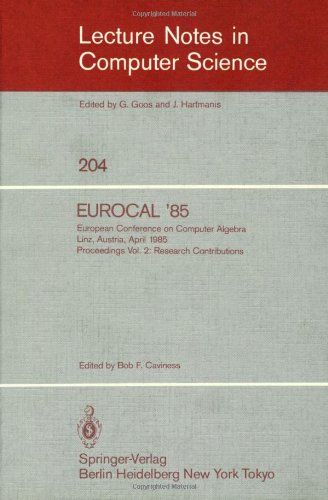 Lecture Notes in
Computer Science
Edited by G. Goos and J. Hartmanis
204
EUROCAL '85
European Conference on Computer Algebra
Linz, Austria, April 1985
Proceedings Vol. 2: Research Contributions
Edited by Bob F. Caviness
Springer-Verlag
Berlin Heidelberg New York Tokyo